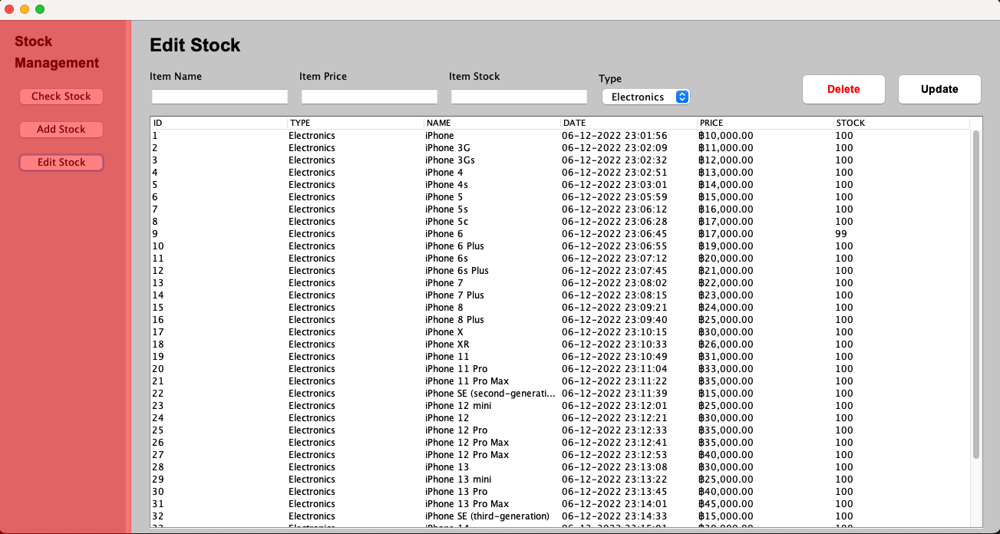 Stock
Management
Check Stock
Add Stock
Edit Stock
Edit Stock
Item Name Item Price Item Stock Type
Electronics
Delete
Update
ID TYPE NAME DATE PRICE STOCK
1 Electronics iPhone 06-12-2022 23:01:56 ฿10,000.00 100
2 Electronics iPhone 3G 06-12-2022 23:02:09 ฿11,000.00 100
3 Electronics iPhone 3Gs 06-12-2022 23:02:32 ฿12,000.00 100
4 Electronics iPhone 4 06-12-2022 23:02:51 ฿13,000.00 100
5 Electronics iPhone 4s 06-12-2022 23:03:01 ฿14,000.00 100
6 Electronics iPhone 5 06-12-2022 23:05:59 ฿15,000.00 100
7 Electronics iPhone 5s 06-12-2022 23:06:12 ฿16,000.00 100
8 Electronics iPhone 5c 06-12-2022 23:06:28 ฿17,000.00 100
9 Electronics iPhone 6 06-12-2022 23:06:45 ฿17,000.00 99
10 Electronics iPhone 6 Plus 06-12-2022 23:06:55 ฿19,000.00 100
11 Electronics iPhone 6s 06-12-2022 23:07:12 ฿20,000.00 100
12 Electronics iPhone 6s Plus 06-12-2022 23:07:45 ฿21,000.00 100
13 Electronics iPhone 7 06-12-2022 23:08:02 ฿22,000.00 100
14 Electronics iPhone 7 Plus 06-12-2022 23:08:15 ฿23,000.00 100
15 Electronics iPhone 8 06-12-2022 23:09:21 ฿24,000.00 100
16 Electronics iPhone 8 Plus 06-12-2022 23:09:40 ฿25,000.00 100
17 Electronics iPhone X 06-12-2022 23:10:15 ฿30,000.00 100
18 Electronics iPhone XR 06-12-2022 23:10:33 ฿26,000.00 100
19 Electronics iPhone 11 06-12-2022 23:10:49 ฿31,000.00 100
20 Electronics iPhone 11 Pro 06-12-2022 23:11:04 ฿33,000.00 100
21 Electronics iPhone 11 Pro Max 06-12-2022 23:11:22 ฿35,000.00 100
22 Electronics iPhone SE (second-generati... 06-12-2022 23:11:39 ฿15,000.00 100
23 Electronics iPhone 12 mini 06-12-2022 23:12:01 ฿25,000.00 100
24 Electronics iPhone 12 06-12-2022 23:12:21 ฿30,000.00 100
25 Electronics iPhone 12 Pro 06-12-2022 23:12:33 ฿35,000.00 100
26 Electronics iPhone 12 Pro Max 06-12-2022 23:12:41 ฿35,000.00 100
27 Electronics iPhone 12 Pro Max 06-12-2022 23:12:53 ฿40,000.00 100
28 Electronics iPhone 13 06-12-2022 23:13:08 ฿30,000.00 100
29 Electronics iPhone 13 mini 06-12-2022 23:13:22 ฿25,000.00 100
30 Electronics iPhone 13 Pro 06-12-2022 23:13:45 ฿40,000.00 100
31 Electronics iPhone 13 Pro Max 06-12-2022 23:14:01 ฿45,000.00 100
32 Electronics iPhone SE (third-generation) 06-12-2022 23:14:33 ฿15,000.00 100